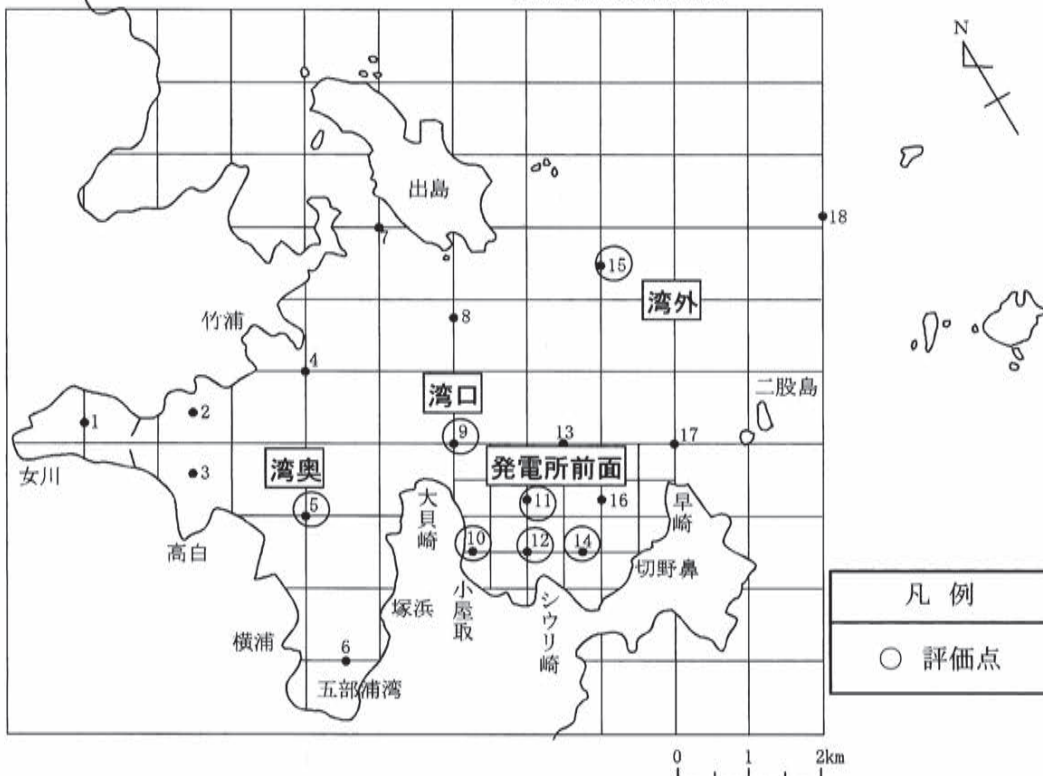 N
出島
7
18
15
湾外
8
竹浦
4
二股島
湾口
1
2
9
13
17
女川
3
湾奥
発電所前面
5
大貝崎
11
16
早崎
高白
10
12
14
切野鼻
小屋取
シウリ崎
塚浜
横浦
6
五部浦湾
凡 例
○ 評価点
0 1 2km